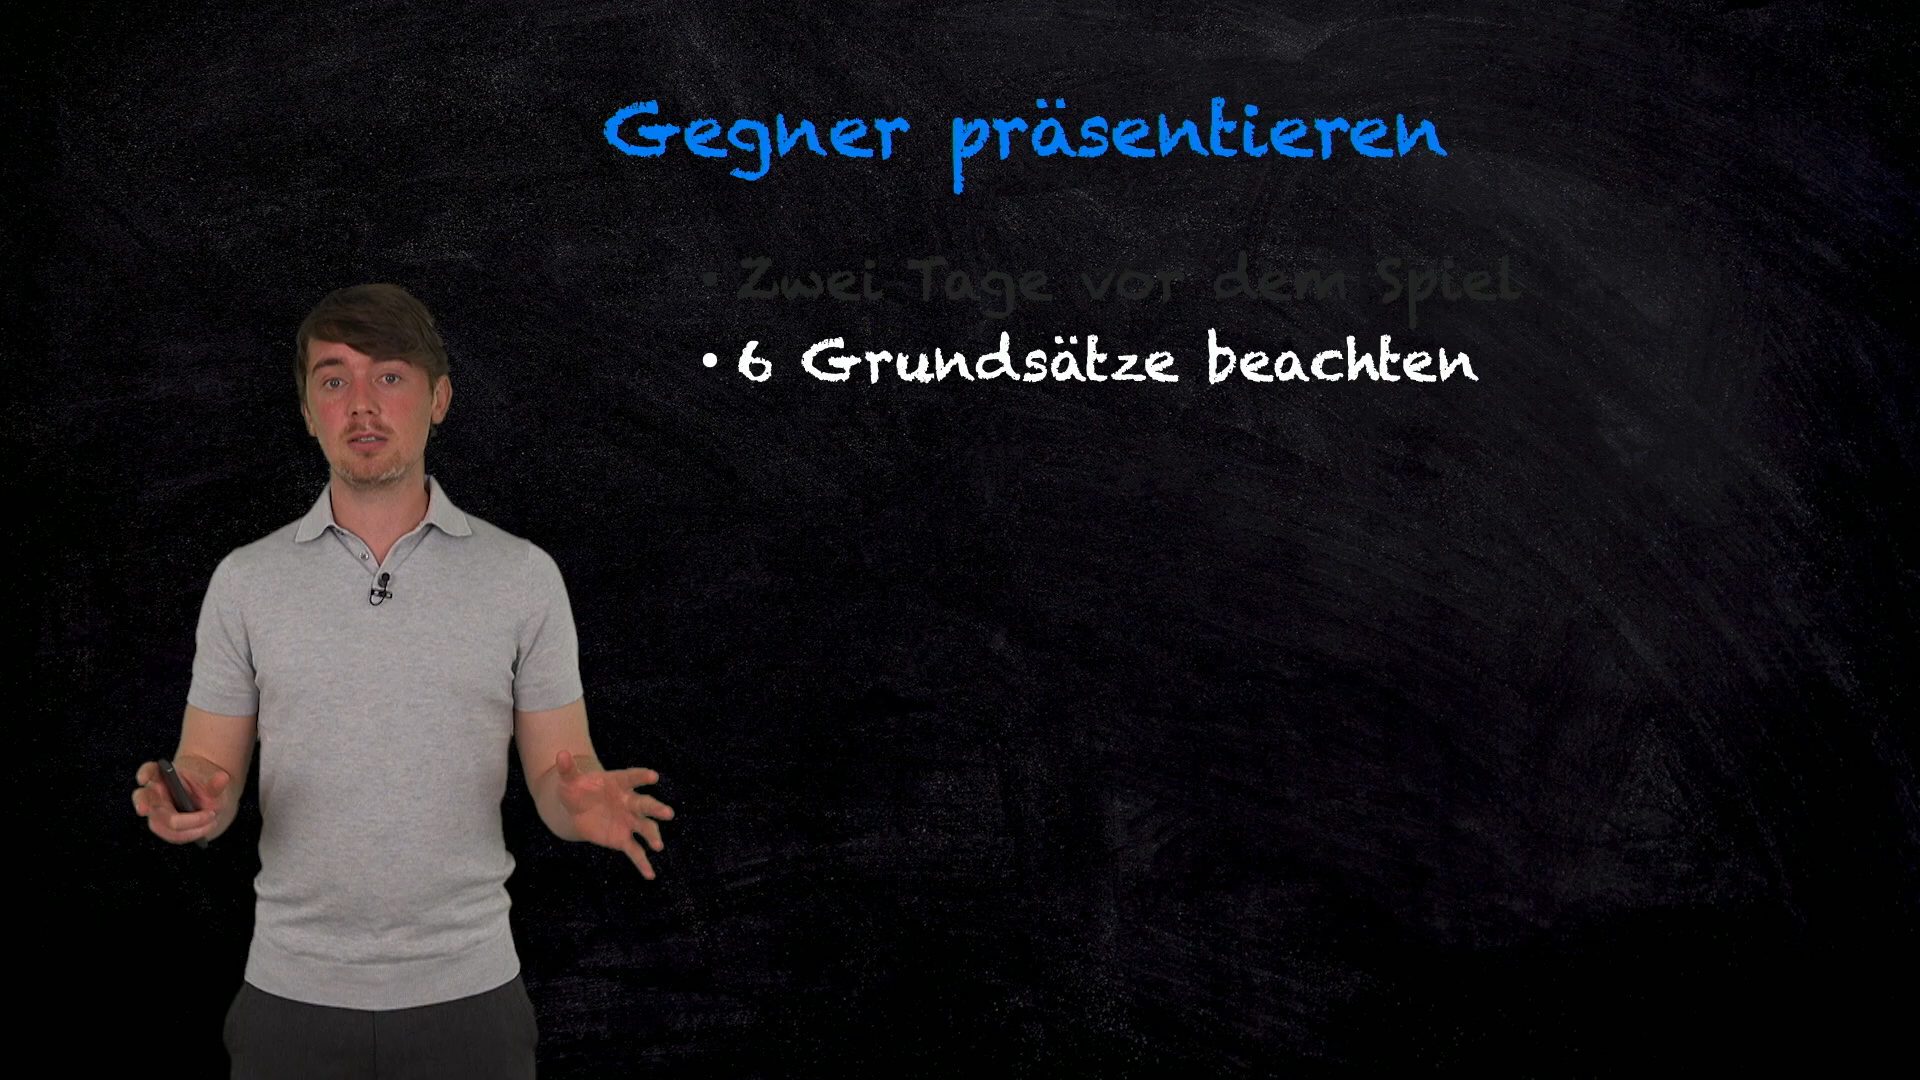 Gegner präsentieren
• Zwei Tage vor dem Spiel
• 6 Grundsätze beachten